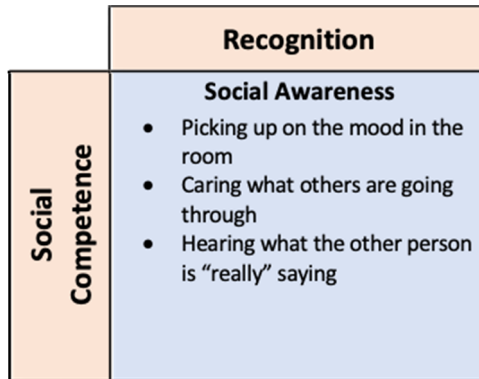 Recognition
Social
Competence
Social Awareness
• Picking up on the mood in the
room
• Caring what others are going
through
• Hearing what the other person
is “really” saying